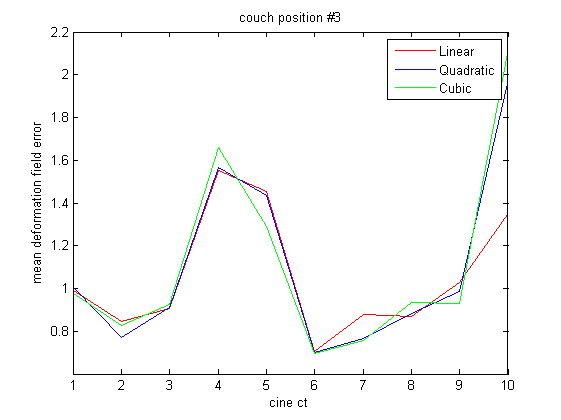 couch position #3
mean deformation field error
2.2
2
1.8
1.6
1.4
1.2
1
0.8
Linear
Quadratic
Cubic
1 2 3 4 5 6 7 8 9 10
cine ct